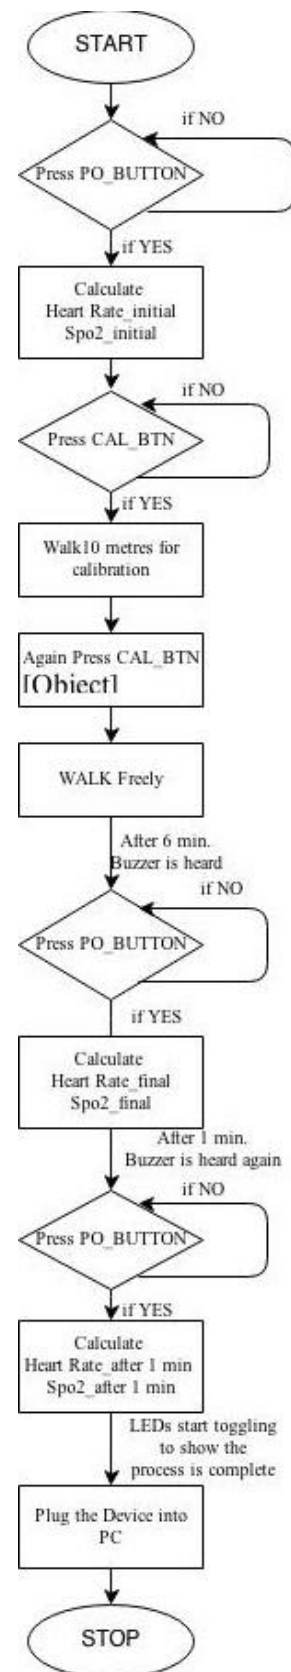 START
if NO
Press PO_BUTTON
if YES
Calculate
Heart Rate_initial
Spo2_initial
if NO
Press CAL_BTN
if YES
Walk10 metres for
calibration
Again Press CAL_BTN
[Object]
WALK Freely
After 6 min.
Buzzer is heard
if NO
Press PO_BUTTON
if YES
Calculate
Heart Rate_final
Spo2_final
After 1 min.
Buzzer is heard again
if NO
Press PO_BUTTON
if YES
Calculate
Heart Rate_after 1 min
Spo2_after 1 min
LEDs start toggling
to show the
process is complete
Plug the Device into
PC
STOP